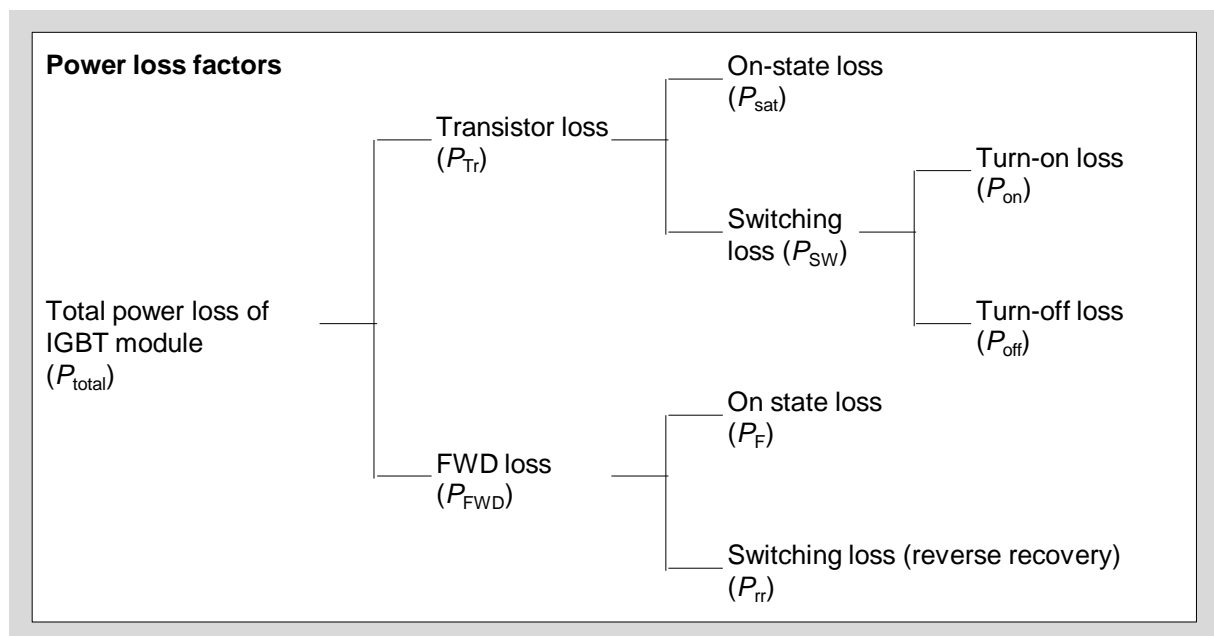 Power loss factors
On-state loss
(Psat)
Transistor loss
(PTr)
Turn-on loss
(Pon)
Switching
loss (PSW)
Total power loss of
IGBT module
(Ptotal)
Turn-off loss
(Poff)
On state loss
(PF)
FWD loss
(PFWD)
Switching loss (reverse recovery)
(Prr)